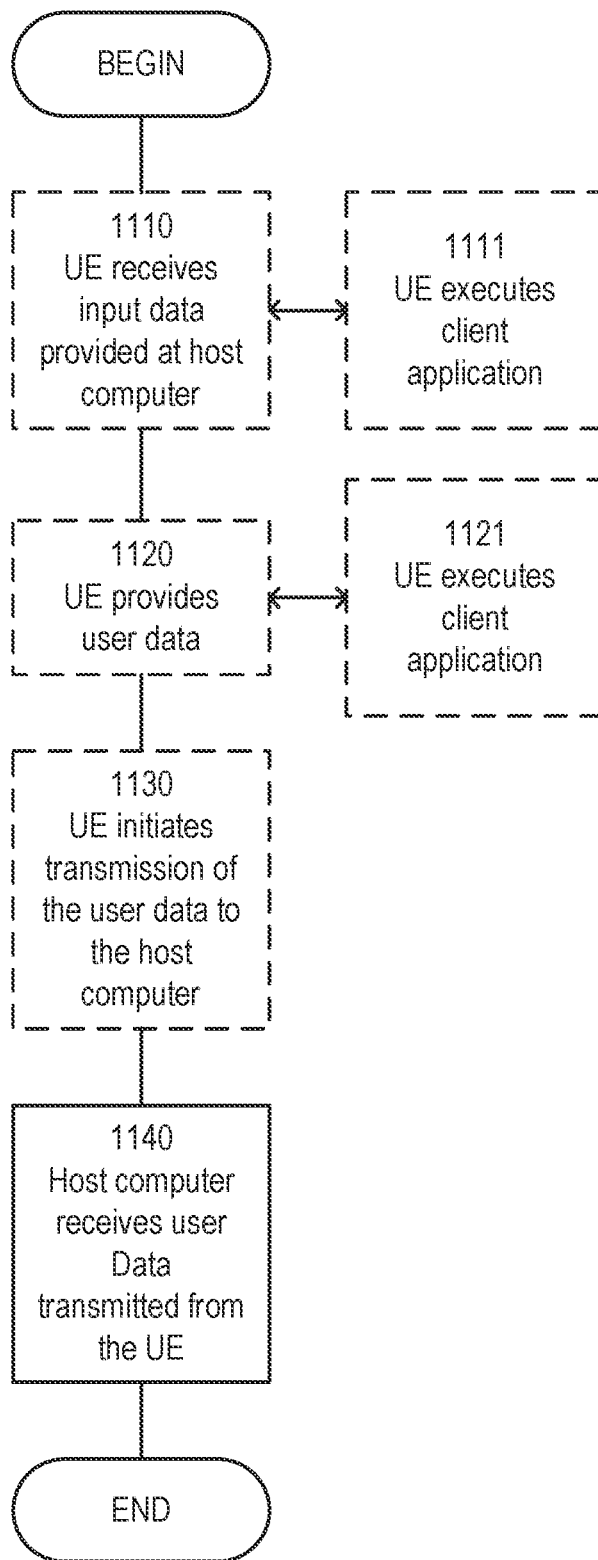 BEGIN
1110
UE receives
input data
provided at host
computer
1111
UE executes
client
application
1120
UE provides
user data
1121
UE executes
client
application
1130
UE initiates
transmission of
the user data to
the host
computer
1140
Host computer
receives user
Data
transmitted from
the UE
END